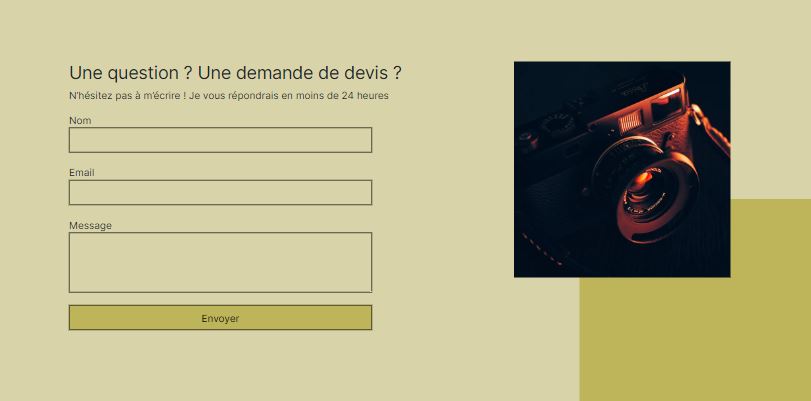 Une question ? Une demande de devis ?
N'hésitez pas à m'écrire ! Je vous répondrais en moins de 24 heures
Nom
Email
Message
Envoyer